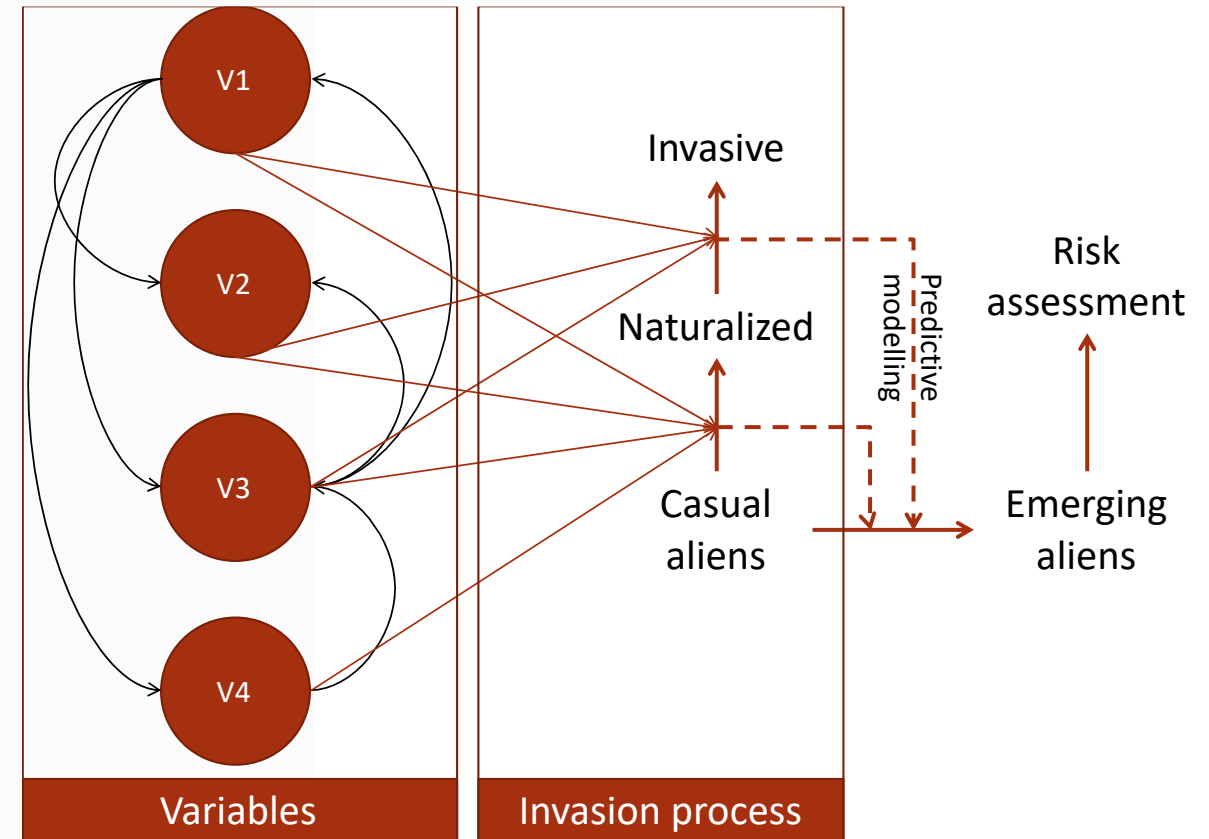 V1
V2
V3
V4
Variables
Invasive
Naturalized
Casual
aliens
Invasion process
Predictive
modelling
Risk
assessment
Emerging
aliens